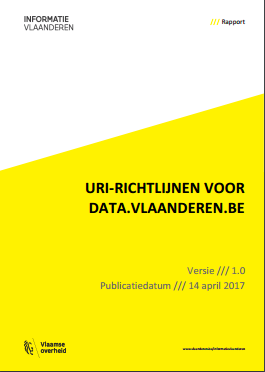 INFORMATIE
VLAANDEREN
/// Rapport
URI-RICHTLIJNEN VOOR
DATA.VLAANDEREN.BE
Versie /// 1.0
Publicatiedatum /// 14 april 2017
Vlaamse
overheid